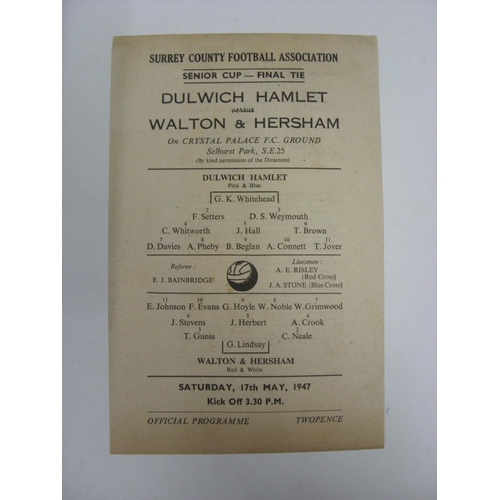 SURREY COUNTY FOOTBALL ASSOCIATION
SENIOR CUP — FINAL TIE
DULWICH HAMLET
versus
WALTON & HERSHAM
On CRYSTAL PALACE F.C. GROUND
Selhurst Park, S.E.25
(By kind permission of the Directors)
DULWICH HAMLET
Pink & Blue
G. K. Whitehead
2 3
F. Setters D. S. Weymouth
4 5 6
C. Whitworth J. Hall T. Brown
7 8 9 10 11
D. Davies A. Pheby B. Beglan A. Connett T. Jover
Referee : Linesmen :
E. J. BAINBRIDGE A. E. RISLEY
(Red Cross)
J. A. STONE (Blue Cross)
11 10 9 8 7
E. Johnson F. Evans G. Hoyle W. Noble W. Grimwood
6 5 4
J. Stevens J. Herbert A. Crook
3 2
T. Guess C. Neale
G. Lindsay
WALTON & HERSHAM
Red & White
SATURDAY, 17th MAY, 1947
Kick Off 3.30 P.M.
OFFICIAL PROGRAMME TWOPENCE